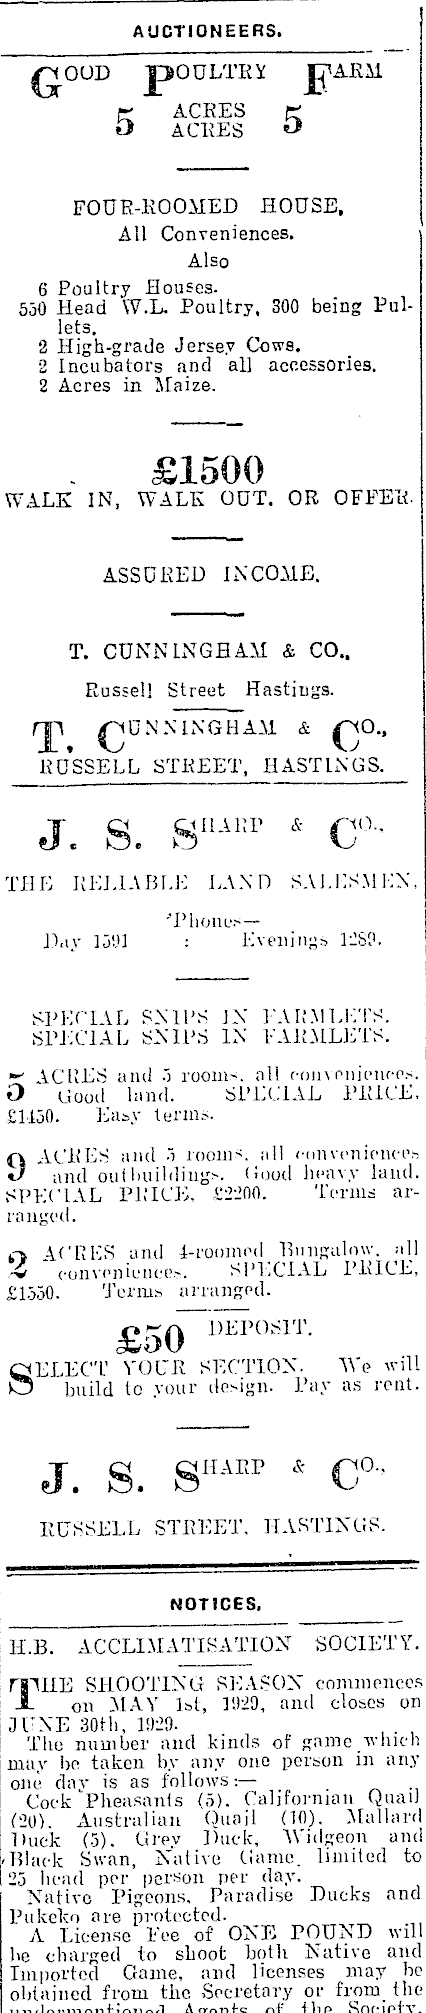 AUCTIONEERS.
GOOD POULTRY FARM
5 ACRES 5
ACRES
FOUR-ROOMED HOUSE,
All Conveniences.
Also
6 Poultry Houses.
550 Head W.L. Poultry, 300 being Pul-
lets.
2 High-grade Jersey Cows.
2 Incubators and all accessories.
2 Acres in Maize.
£1500
WALK IN, WALK OUT. OR OFFER.
ASSURED INCOME.
T. CUNNINGHAM & CO.,
Russell Street Hastings.
T. CUNNINGHAM & CO.,
RUSSELL STREET, HASTINGS.
J. S. SHARP & CO.,
THE RELIABLE LAND SALESMEN,
'Phones—
Day 1591 : Evenings 1289.
SPECIAL SNIPS IN FARMLETS.
SPECIAL SNIPS IN FARMLETS.
5 ACRES and 5 rooms, all conveniences.
Good land. SPECIAL PRICE,
£1450. Easy terms.
9 ACRES and 5 rooms, all conveniences
and outbuildings. Good heavy land.
SPECIAL PRICE, £2200. Terms ar-
ranged.
2 ACRES and 4-roomed Bungalow, all
conveniences. SPECIAL PRICE,
£1550. Terms arranged.
£50 DEPOSIT.
SELECT YOUR SECTION. We will
build to your design. Pay as rent.
J. S. SHARP & CO.,
RUSSELL STREET, HASTINGS.
NOTICES.
H.B. ACCLIMATISATION SOCIETY.
THE SHOOTING SEASON commences
on MAY 1st, 1929, and closes on
JUNE 30th, 1929.
The number and kinds of game which
may be taken by any one person in any
one day is as follows:—
Cock Pheasants (5), Californian Quail
(20), Australian Quail (10), Mallard
Duck (5), Grey Duck, Widgeon and
Black Swan, Native Game, limited to
25 head per person per day.
Native Pigeons, Paradise Ducks and
Pukeko are protected.
A License Fee of ONE POUND will
be charged to shoot both Native and
Imported Game, and licenses may be
obtained from the Secretary or from the
undermentioned Agents of the Society.